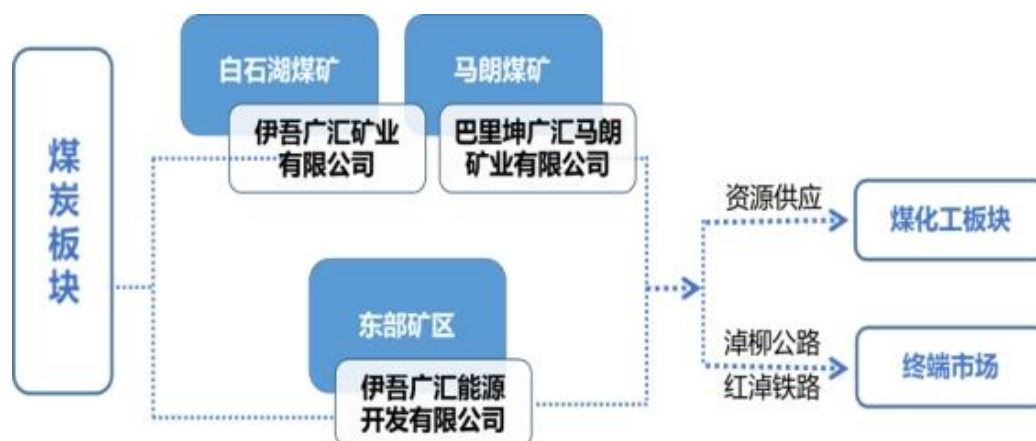 煤炭板块
白石湖煤矿
伊吾广汇矿业
有限公司
马朗煤矿
巴里坤广汇马朗
矿业有限公司
东部矿区
伊吾广汇能源
开发有限公司
资源供应
煤化工板块
淖柳公路
红淖铁路
终端市场